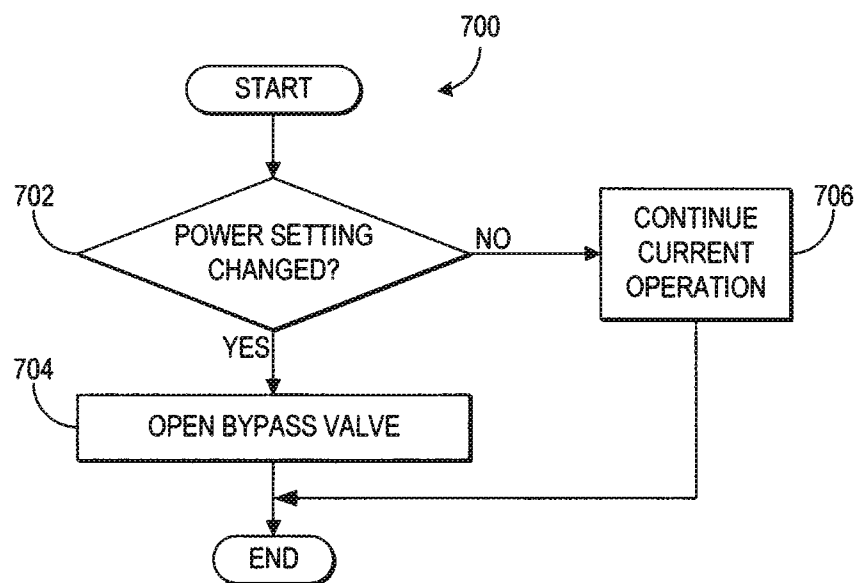 700
START
702
POWER SETTING
CHANGED?
NO
CONTINUE
CURRENT
OPERATION
706
YES
704
OPEN BYPASS VALVE
END